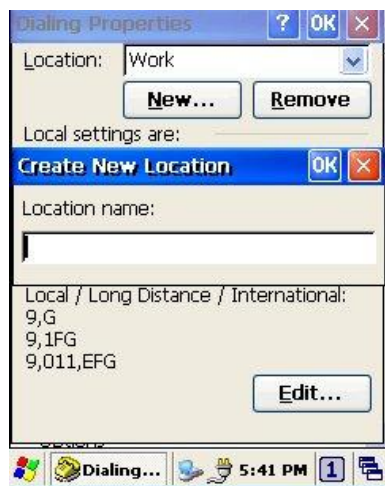 Dialing Properties ? OK ×
Location: Work
New... Remove
Local settings are:
Create New Location OK ×
Location name:
Local / Long Distance / International:
9,G
9,1FG
9,011,EFG
Edit...
Dialing... 5:41 PM 1